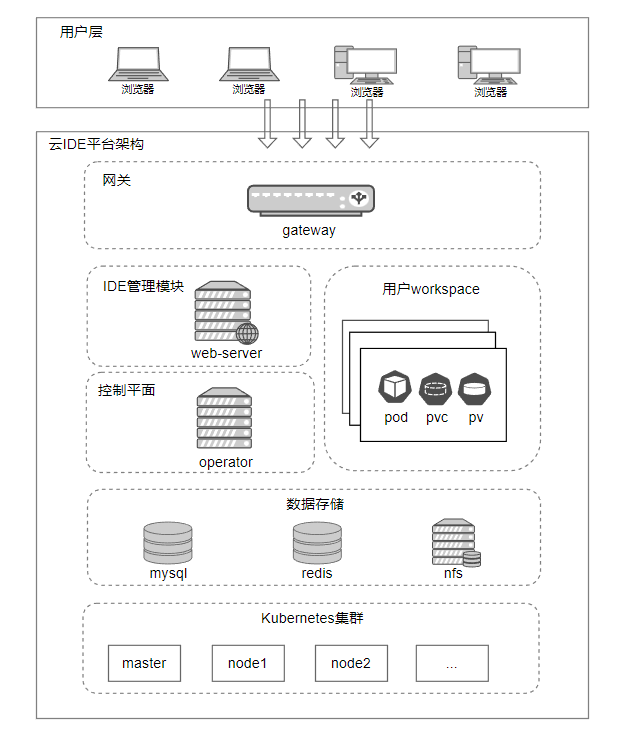 用户层
浏览器
浏览器
浏览器
浏览器
云IDE平台架构
网关
gateway
IDE管理模块
web-server
用户workspace
pod
pvc
pv
控制平面
operator
数据存储
mysql
redis
nfs
Kubernetes集群
master
node1
node2
...